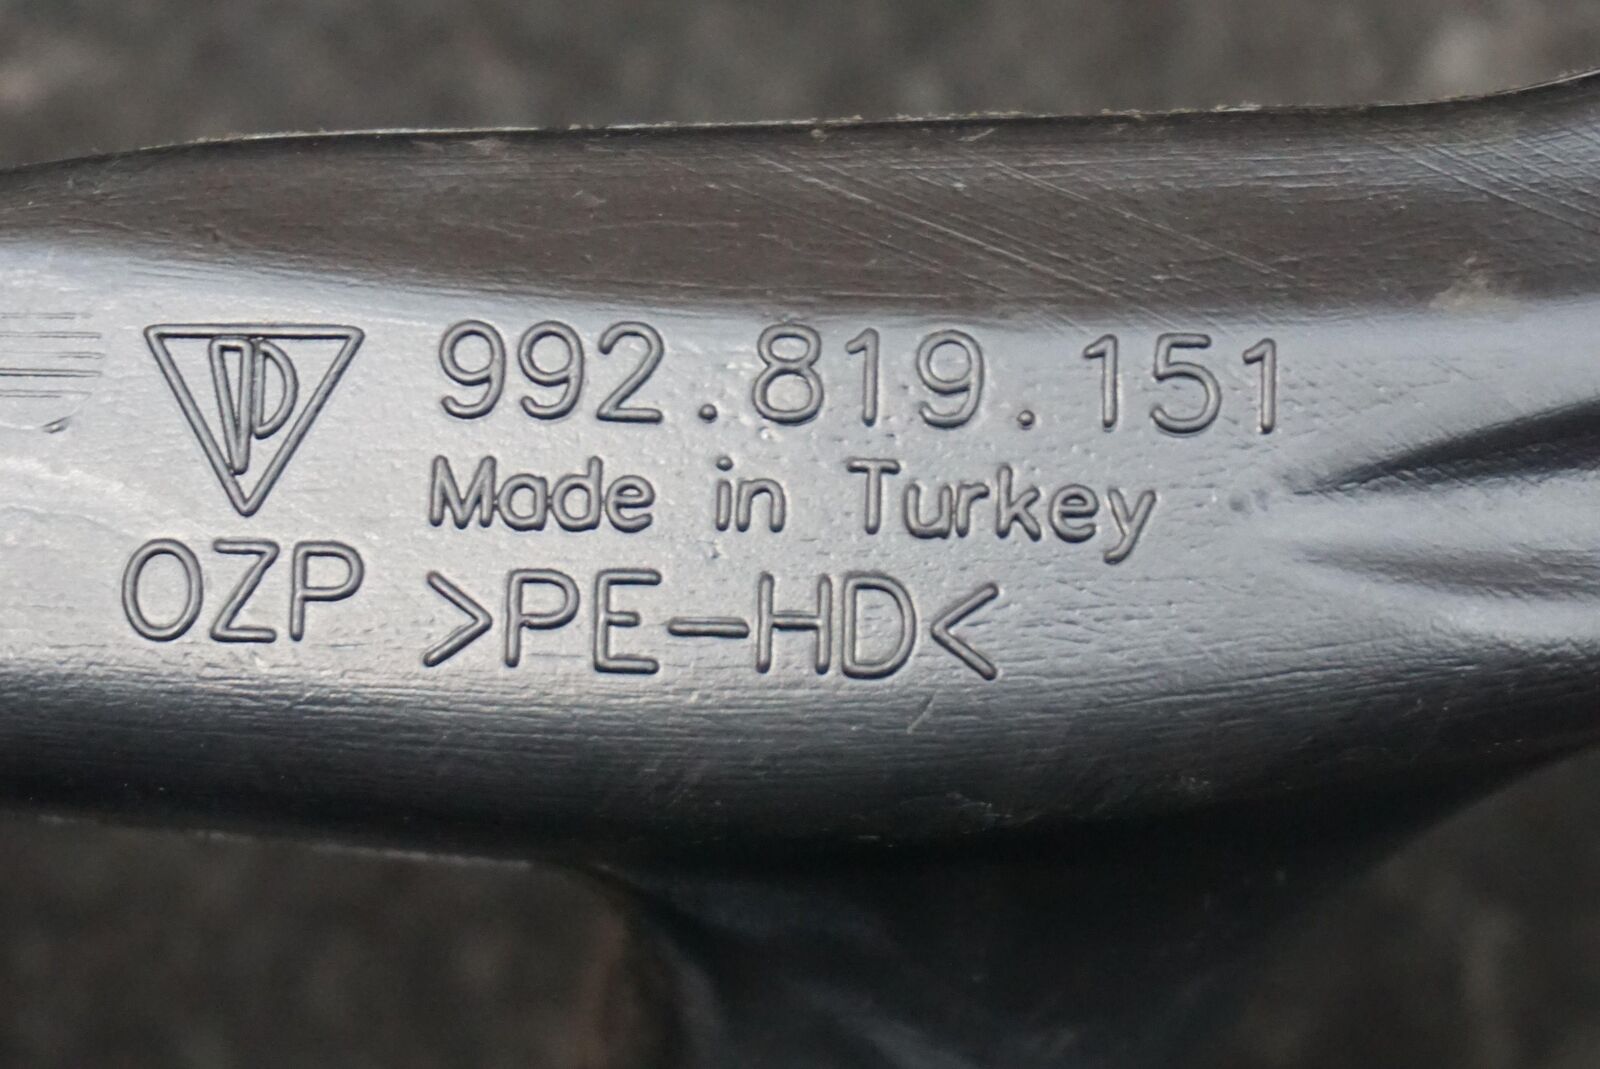 992.819.151
Made in Turkey
OZP >PE-HD<